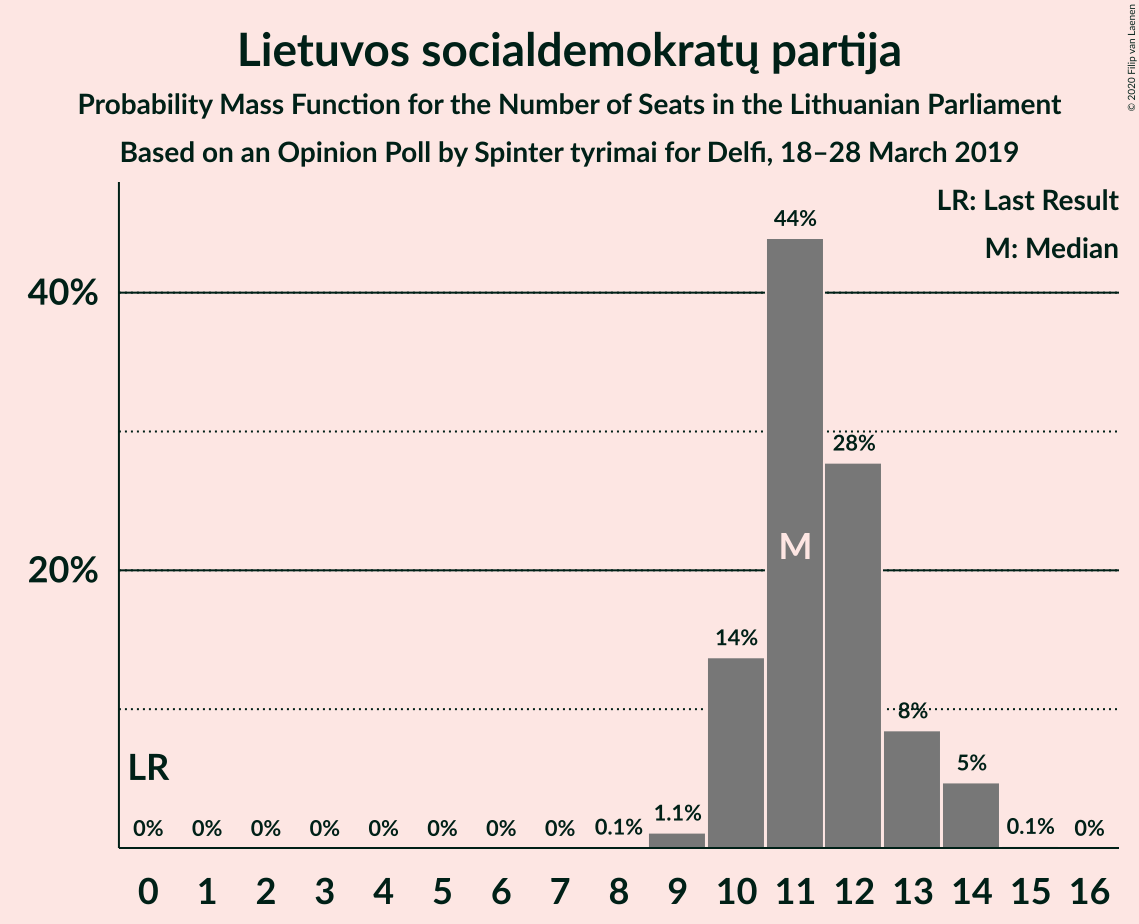 Lietuvos socialdemokratų partija
Probability Mass Function for the Number of Seats in the Lithuanian Parliament
Based on an Opinion Poll by Spinter tyrimai for Delfi, 18–28 March 2019
© 2020 Filip van Laenen
LR: Last Result
M: Median
44%
40%
28%
M
20%
14%
8%
5%
LR
0% 0% 0% 0% 0% 0% 0% 0% 0.1% 1.1% 0.1% 0%
0 1 2 3 4 5 6 7 8 9 10 11 12 13 14 15 16